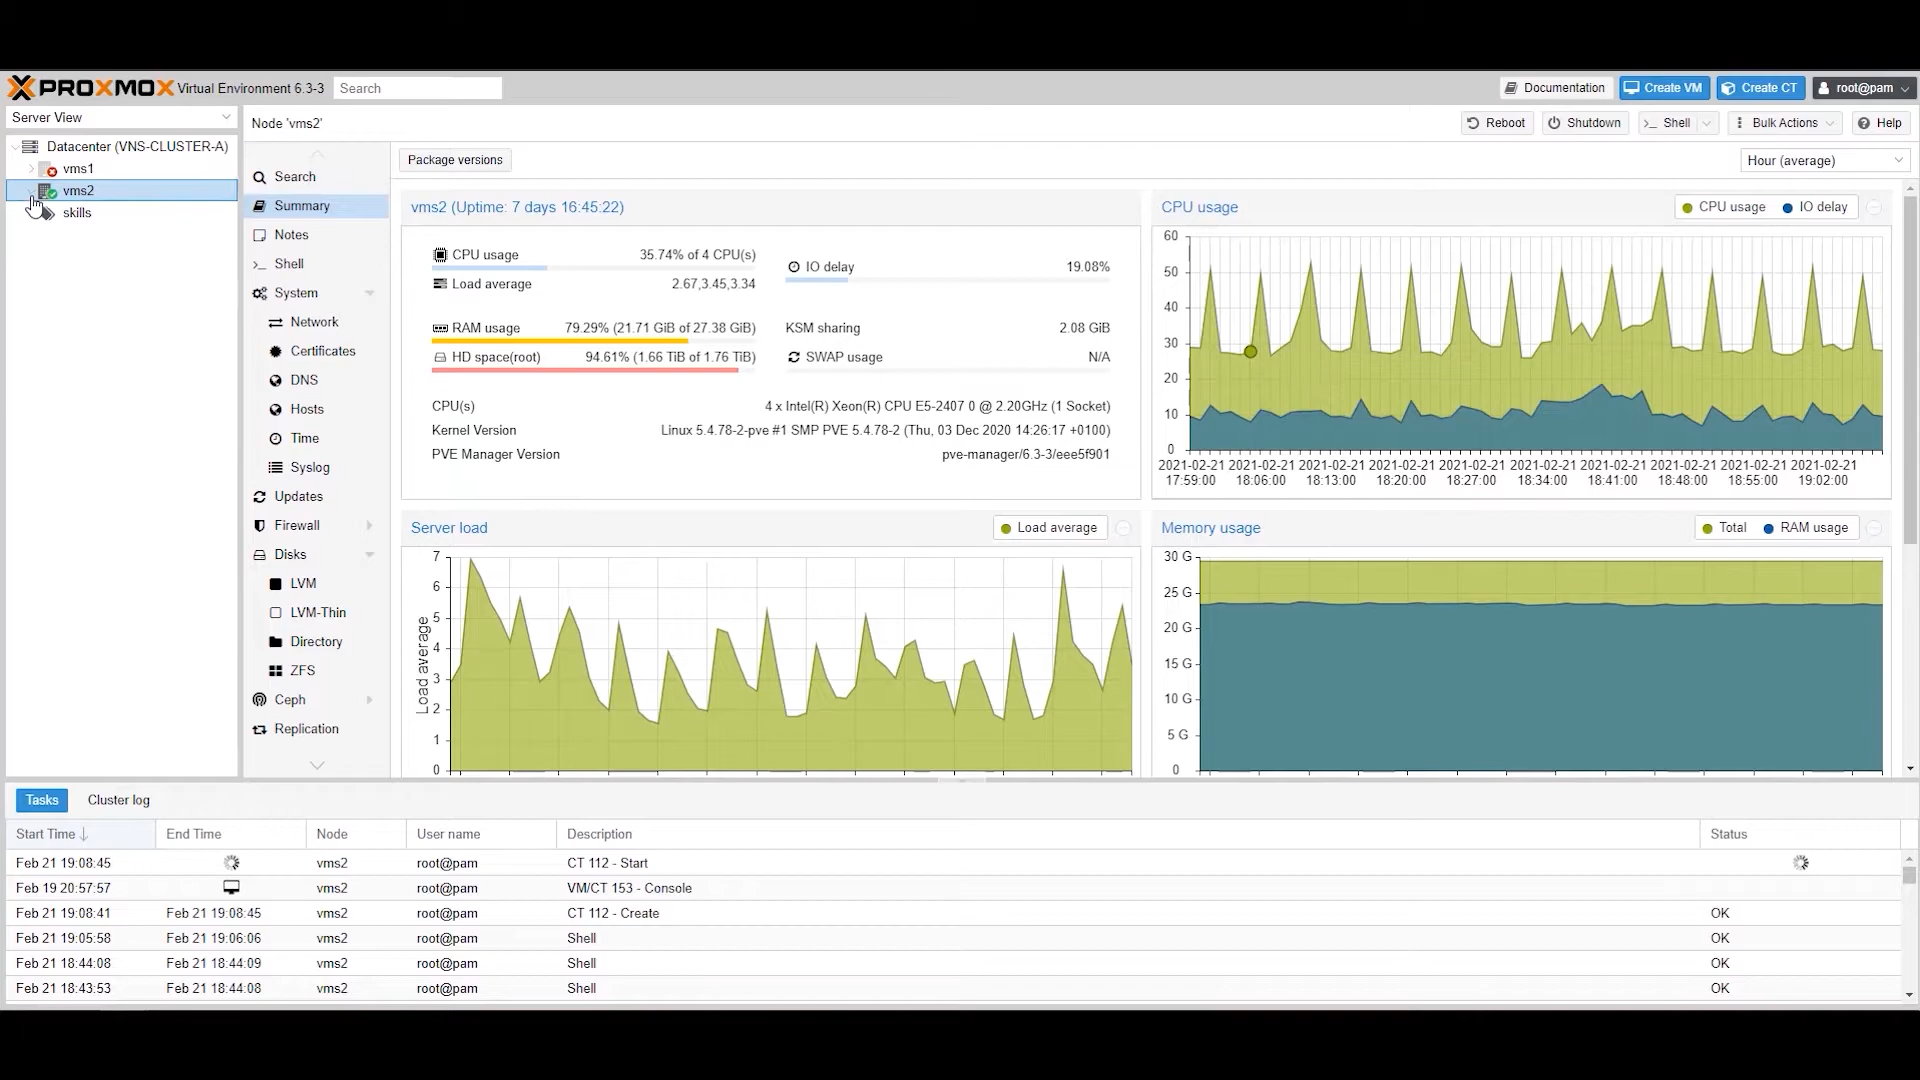 PROXMOX Virtual Environment 6.3-3 Search Documentation Create VM Create CT root@pam
Server View
Node 'vms2' Reboot Shutdown Shell Bulk Actions Help
Datacenter (VNS-CLUSTER-A)
vms1
vms2
skills
Search
Summary
Notes
Shell
System
Network
Certificates
DNS
Hosts
Time
Syslog
Updates
Firewall
Disks
LVM
LVM-Thin
Directory
ZFS
Ceph
Replication
Package versions Hour (average)
vms2 (Uptime: 7 days 16:45:22)
CPU usage 35.74% of 4 CPU(s)
IO delay 19.08%
Load average 2.67,3.45,3.34
RAM usage 79.29% (21.71 GiB of 27.38 GiB)
KSM sharing 2.08 GiB
HD space(root) 94.61% (1.66 TiB of 1.76 TiB)
SWAP usage N/A
CPU(s) 4 x Intel(R) Xeon(R) CPU E5-2407 0 @ 2.20GHz (1 Socket)
Kernel Version Linux 5.4.78-2-pve #1 SMP PVE 5.4.78-2 (Thu, 03 Dec 2020 14:26:17 +0100)
PVE Manager Version pve-manager/6.3-3/eee5f901
CPU usage CPU usage IO delay
60
50
40
30
20
10
0
2021-02-21 2021-02-21 2021-02-21 2021-02-21 2021-02-21 2021-02-21 2021-02-21 2021-02-21 2021-02-21 2021-02-21
17:59:00 18:06:00 18:13:00 18:20:00 18:27:00 18:34:00 18:41:00 18:48:00 18:55:00 19:02:00
Server load Load average
Load average
7
6
5
4
3
2
1
0
Memory usage Total RAM usage
30 G
25 G
20 G
15 G
10 G
5 G
0
Tasks Cluster log
Start Time End Time Node User name Description Status
Feb 21 19:08:45 vms2 root@pam CT 112 - Start
Feb 19 20:57:57 vms2 root@pam VM/CT 153 - Console
Feb 21 19:08:41 Feb 21 19:08:45 vms2 root@pam CT 112 - Create OK
Feb 21 19:05:58 Feb 21 19:06:06 vms2 root@pam Shell OK
Feb 21 18:44:08 Feb 21 18:44:09 vms2 root@pam Shell OK
Feb 21 18:43:53 Feb 21 18:44:08 vms2 root@pam Shell OK